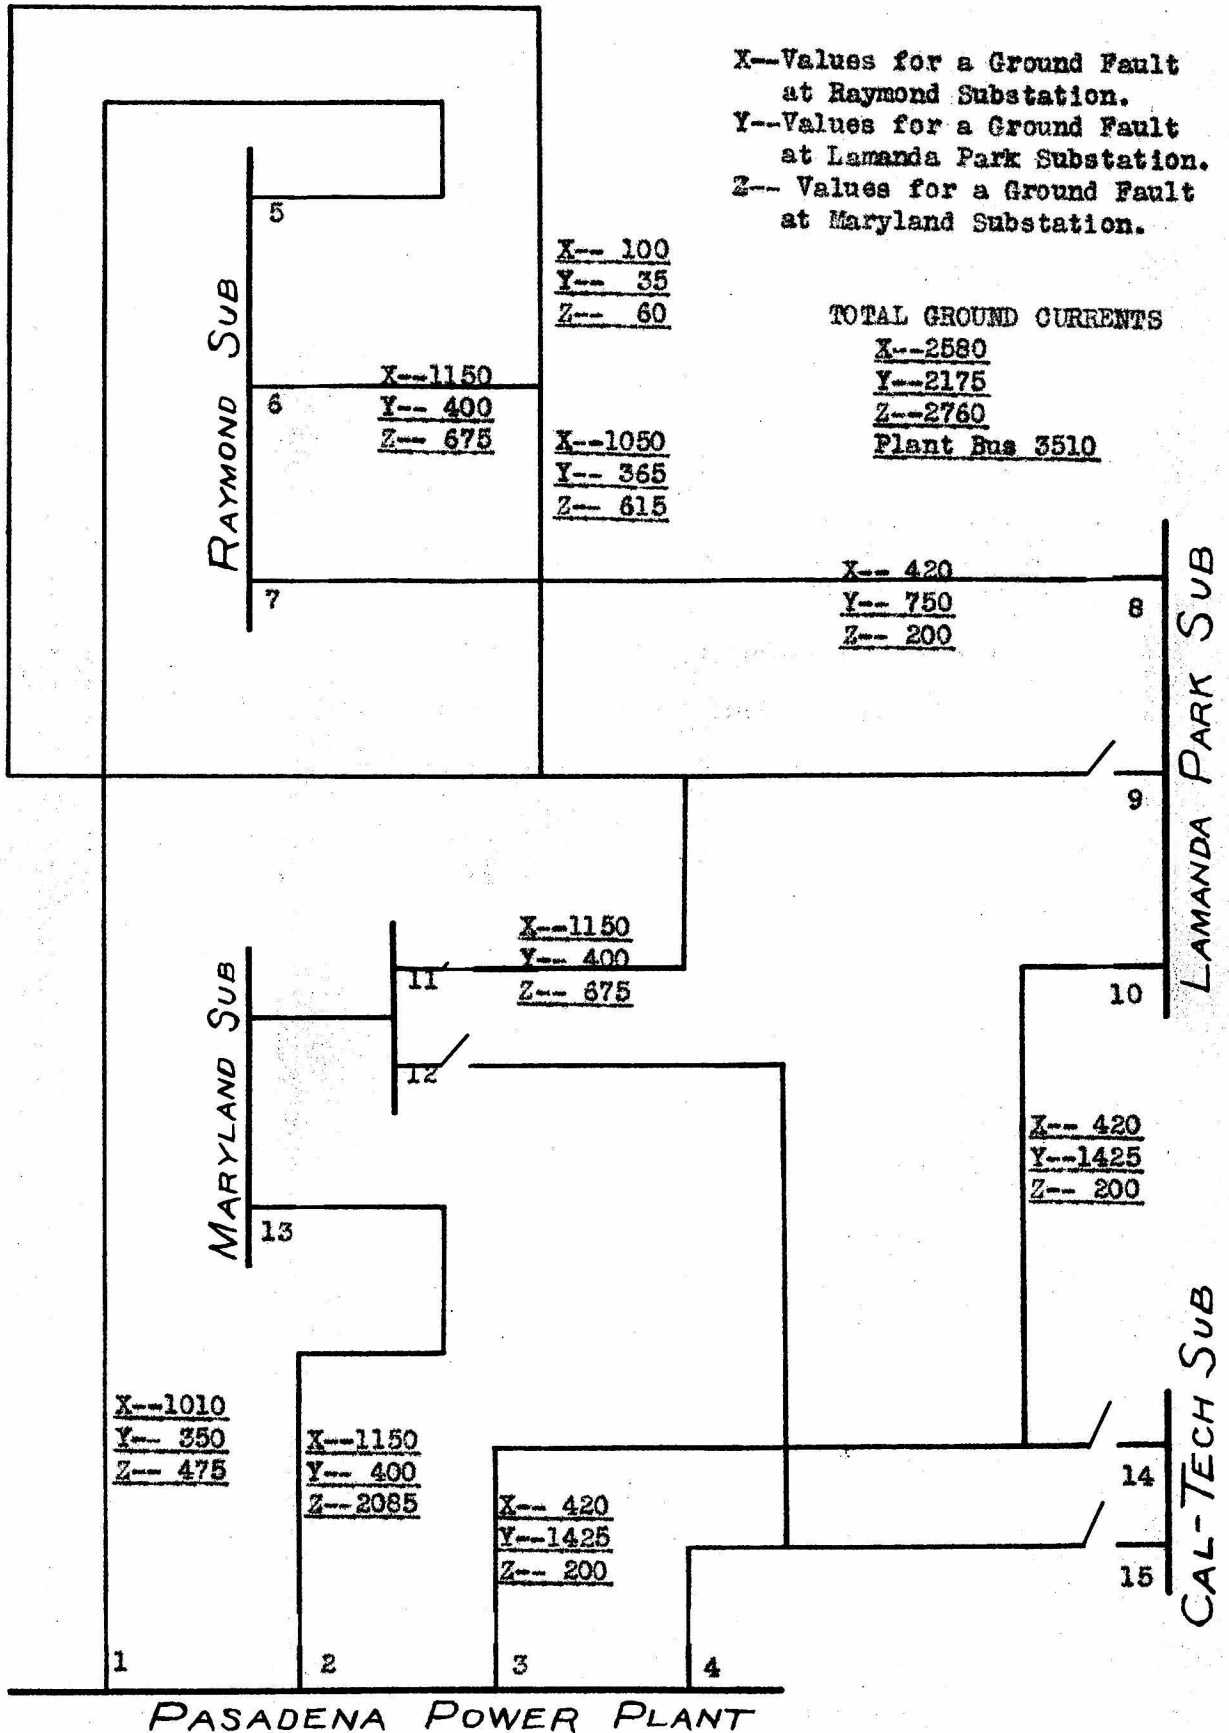 X--Values for a Ground Fault
at Raymond Substation.
Y--Values for a Ground Fault
at Lamanda Park Substation.
Z-- Values for a Ground Fault
at Maryland Substation.
TOTAL GROUND CURRENTS
X--2580
Y--2175
Z--2760
Plant Bus 3510
RAYMOND SUB
5
6
7
X-- 100
Y-- 35
Z-- 60
X--1150
Y-- 400
Z-- 675
X--1050
Y-- 365
Z-- 615
X-- 420
Y-- 750
Z-- 200
8
9
10
LAMANDA PARK SUB
MARYLAND SUB
11
12
13
X--1150
Y-- 400
Z-- 675
X-- 420
Y--1425
Z-- 200
X--1010
Y-- 350
Z-- 475
X--1150
Y-- 400
Z--2085
X-- 420
Y--1425
Z-- 200
14
15
CAL-TECH SUB
1
2
3
4
PASADENA POWER PLANT